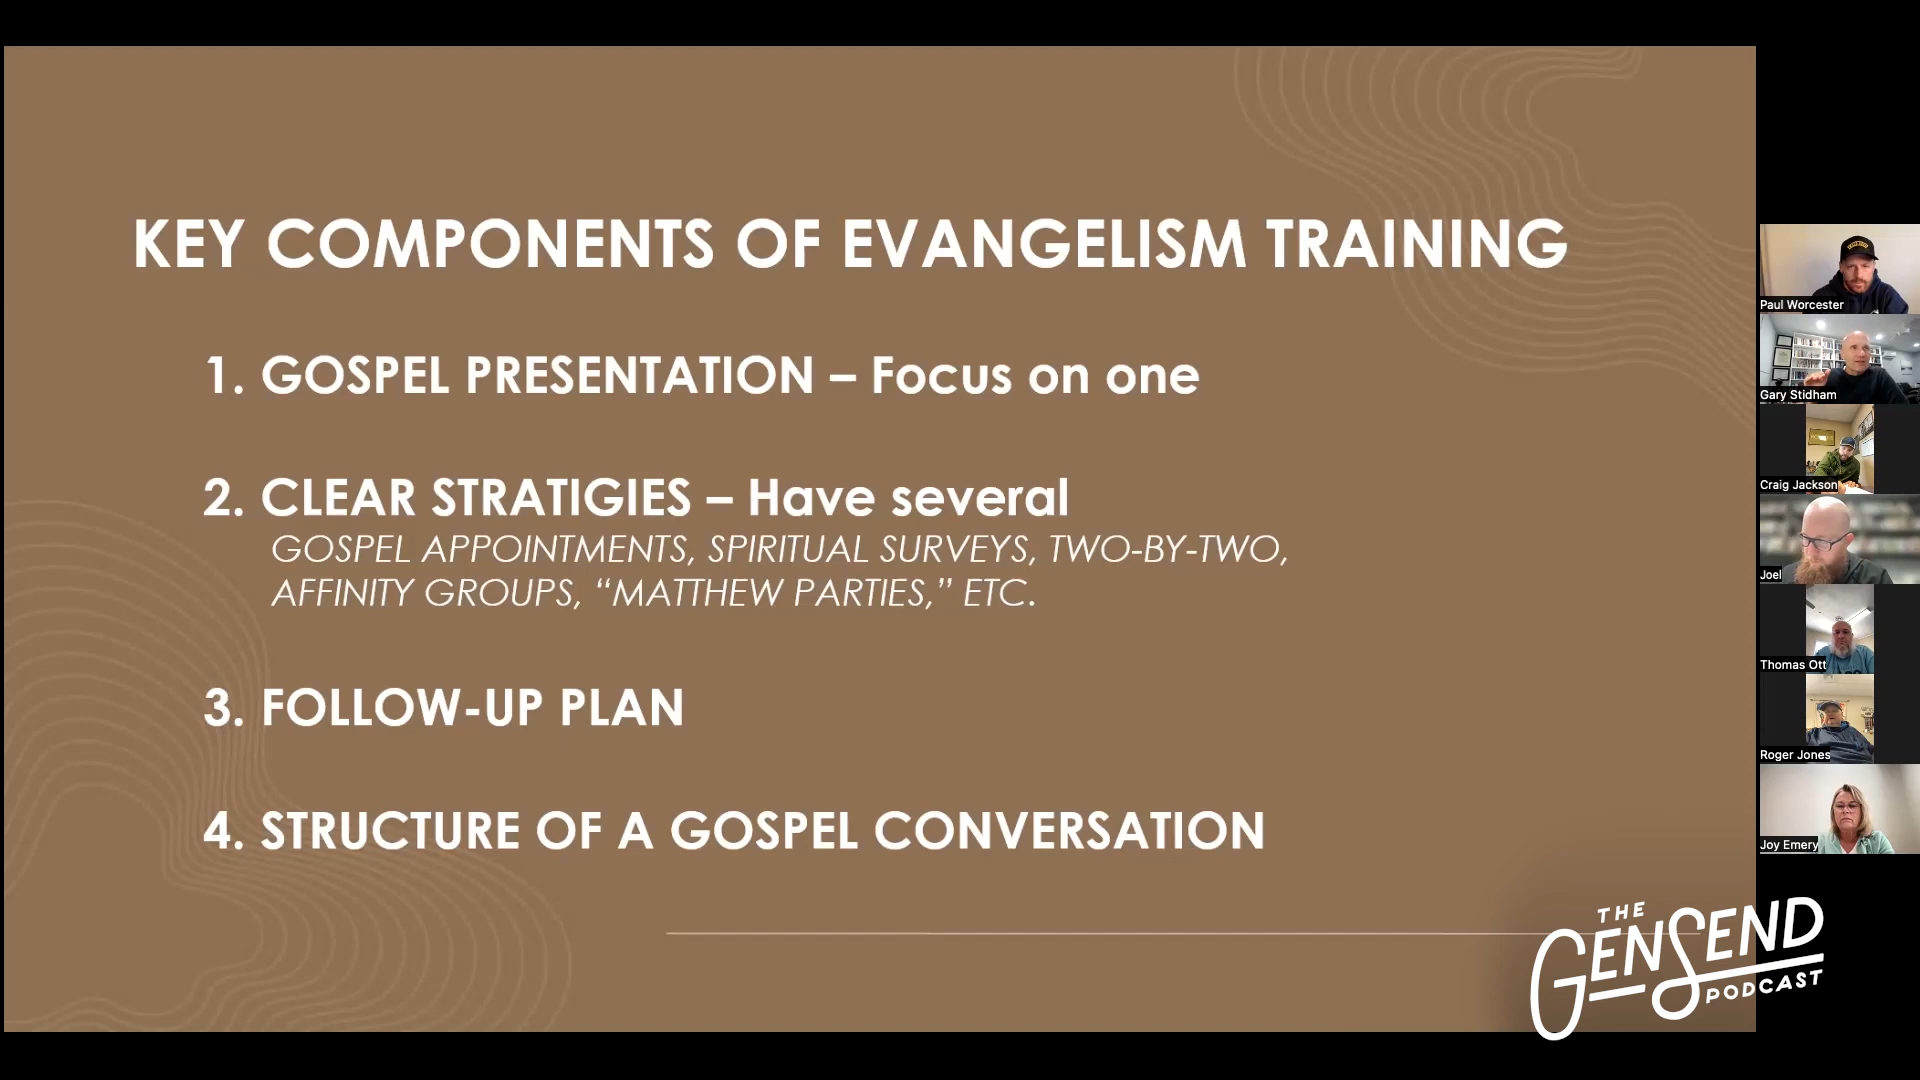 KEY COMPONENTS OF EVANGELISM TRAINING
1. GOSPEL PRESENTATION – Focus on one
2. CLEAR STRATIGIES – Have several
GOSPEL APPOINTMENTS, SPIRITUAL SURVEYS, TWO-BY-TWO,
AFFINITY GROUPS, “MATTHEW PARTIES,” ETC.
3. FOLLOW-UP PLAN
4. STRUCTURE OF A GOSPEL CONVERSATION
Paul Worcester
Gary Stidham
Craig Jackson
Joel
Thomas Ott
Roger Jones
Joy Emery
THE
GENSEND
PODCAST